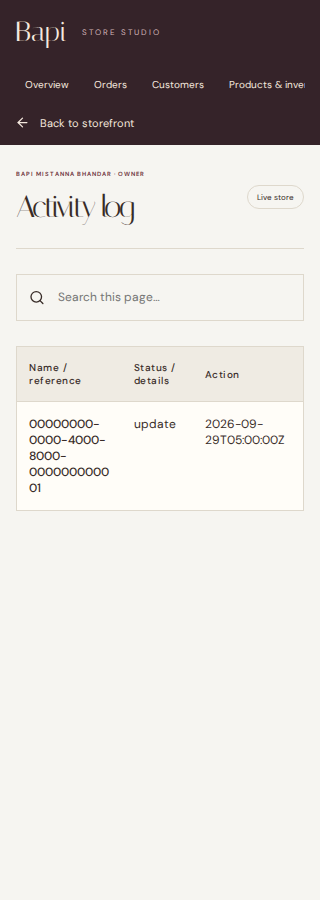 Bapi STORE STUDIO
Overview Orders Customers Products & inve
Back to storefront
BAPI MISTANNA BHANDAR · OWNER
Activity log
Live store
Search this page…
Name / reference
Status / details
Action
00000000-
0000-4000-
8000-
0000000000
01
update
2026-09-
29T05:00:00Z